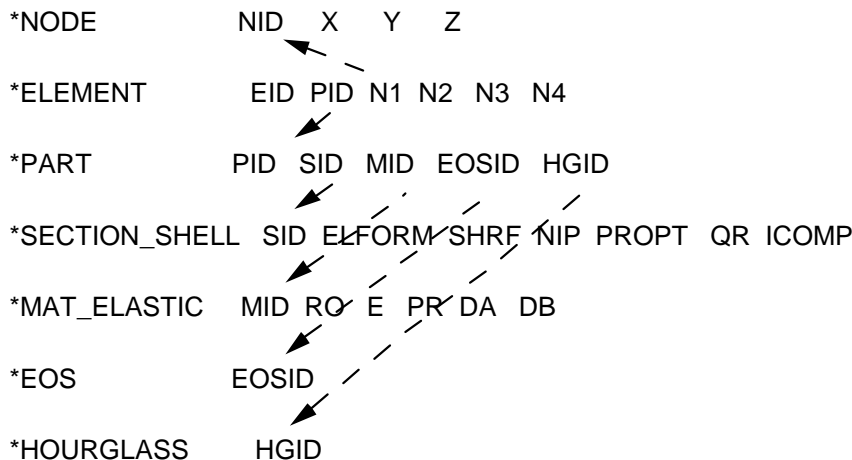 *NODE NID X Y Z
*ELEMENT EID PID N1 N2 N3 N4
*PART PID SID MID EOSID HGID
*SECTION_SHELL SID ELFORM SHRF NIP PROPT QR ICOMP
*MAT_ELASTIC MID RO E PR DA DB
*EOS EOSID
*HOURGLASS HGID